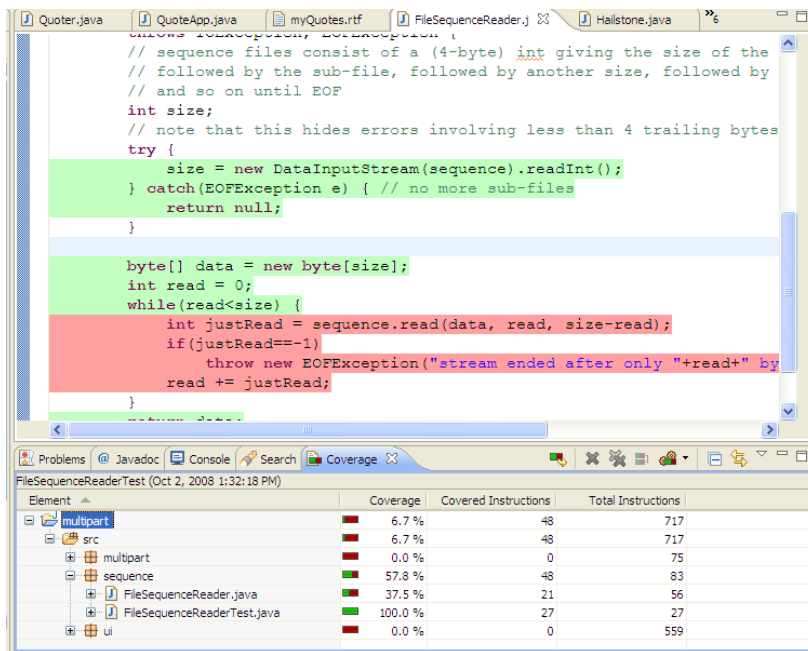 Quoter.java QuoteApp.java myQuotes.rtf FileSequenceReader.j Hailstone.java »6
throws IOException, EOFException {
// sequence files consist of a (4-byte) int giving the size of the
// followed by the sub-file, followed by another size, followed by
// and so on until EOF
int size;
// note that this hides errors involving less than 4 trailing bytes
try {
size = new DataInputStream(sequence).readInt();
} catch(EOFException e) { // no more sub-files
return null;
}
byte[] data = new byte[size];
int read = 0;
while(read<size) {
int justRead = sequence.read(data, read, size-read);
if(justRead==-1)
throw new EOFException("stream ended after only "+read+" by
read += justRead;
}
return data;
Problems @ Javadoc Console Search Coverage
FileSequenceReaderTest (Oct 2, 2008 1:32:18 PM)
Element Coverage Covered Instructions Total Instructions
multipart 6.7 % 48 717
src 6.7 % 48 717
multipart 0.0 % 0 75
sequence 57.8 % 48 83
FileSequenceReader.java 37.5 % 21 56
FileSequenceReaderTest.java 100.0 % 27 27
ui 0.0 % 0 559